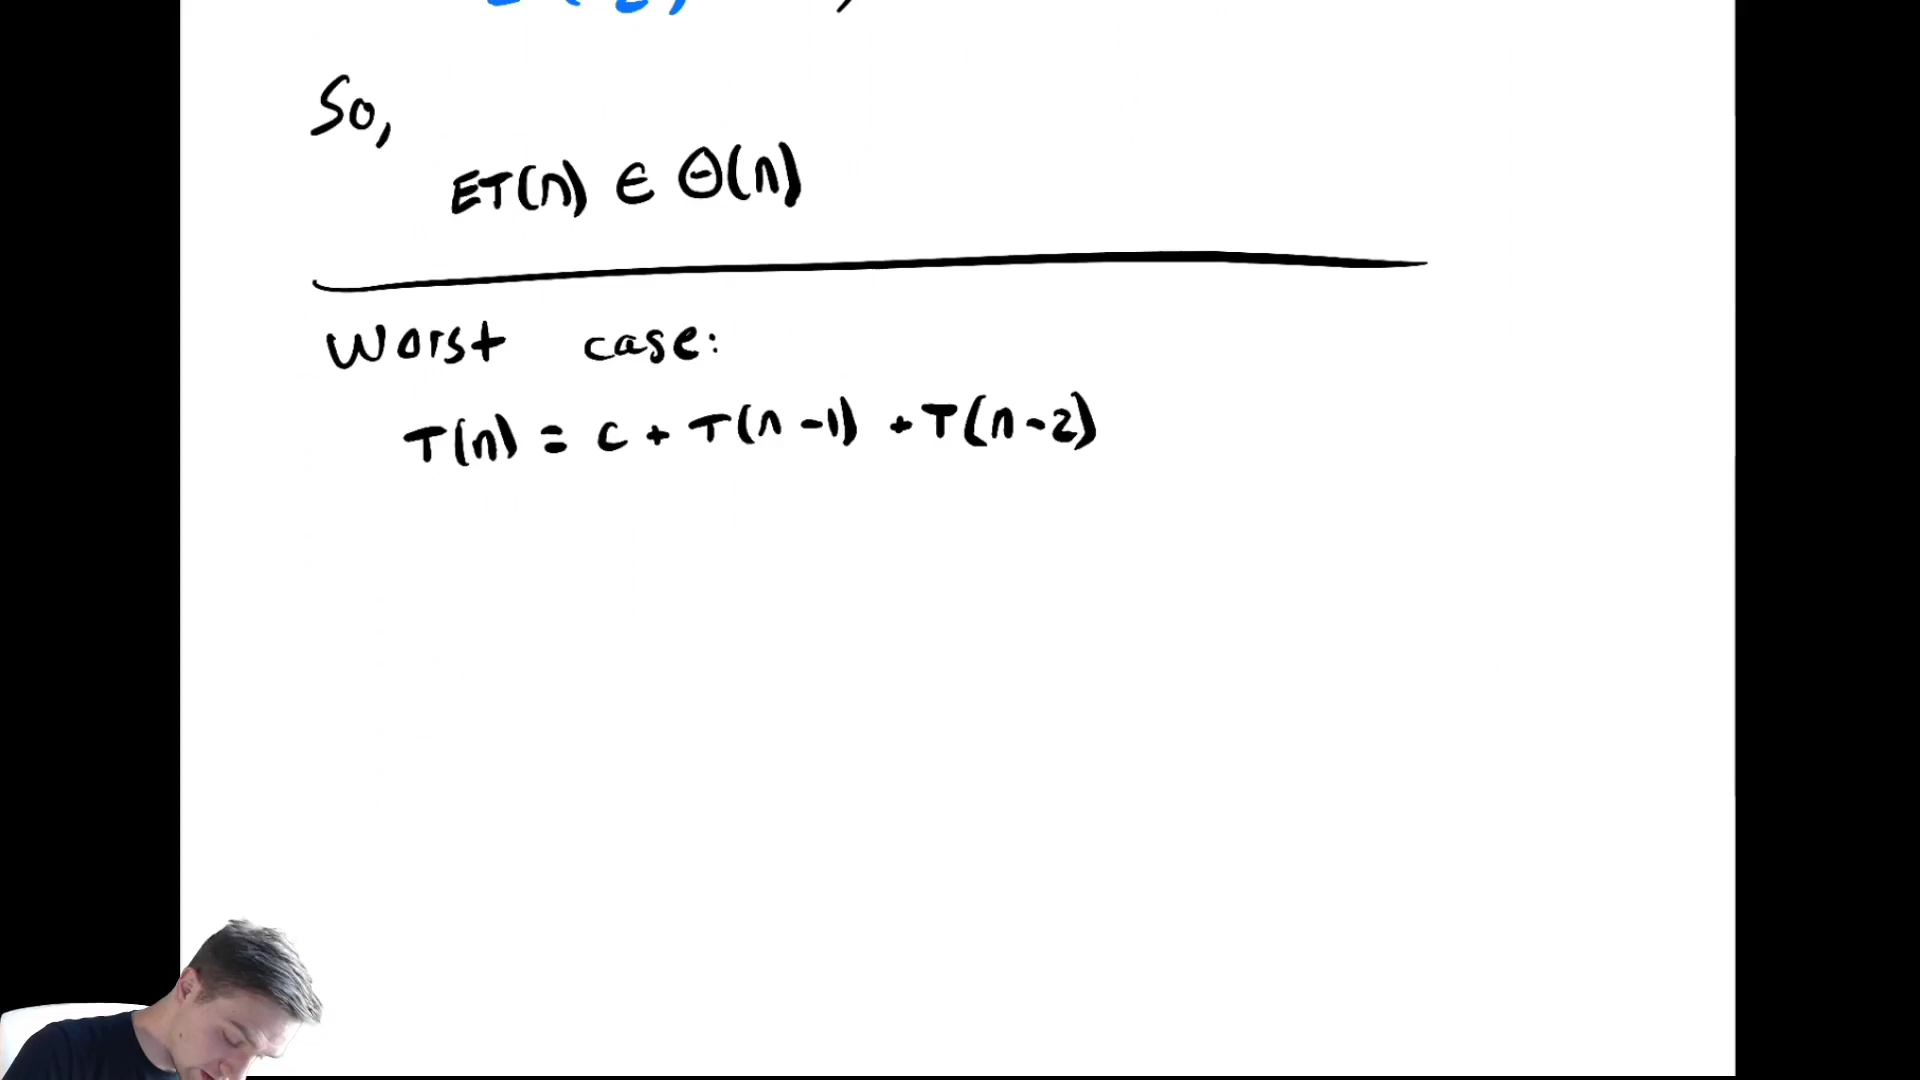 So,
ET(n) ∈ Θ(n)
Worst case:
T(n) = c + T(n-1) + T(n-2)